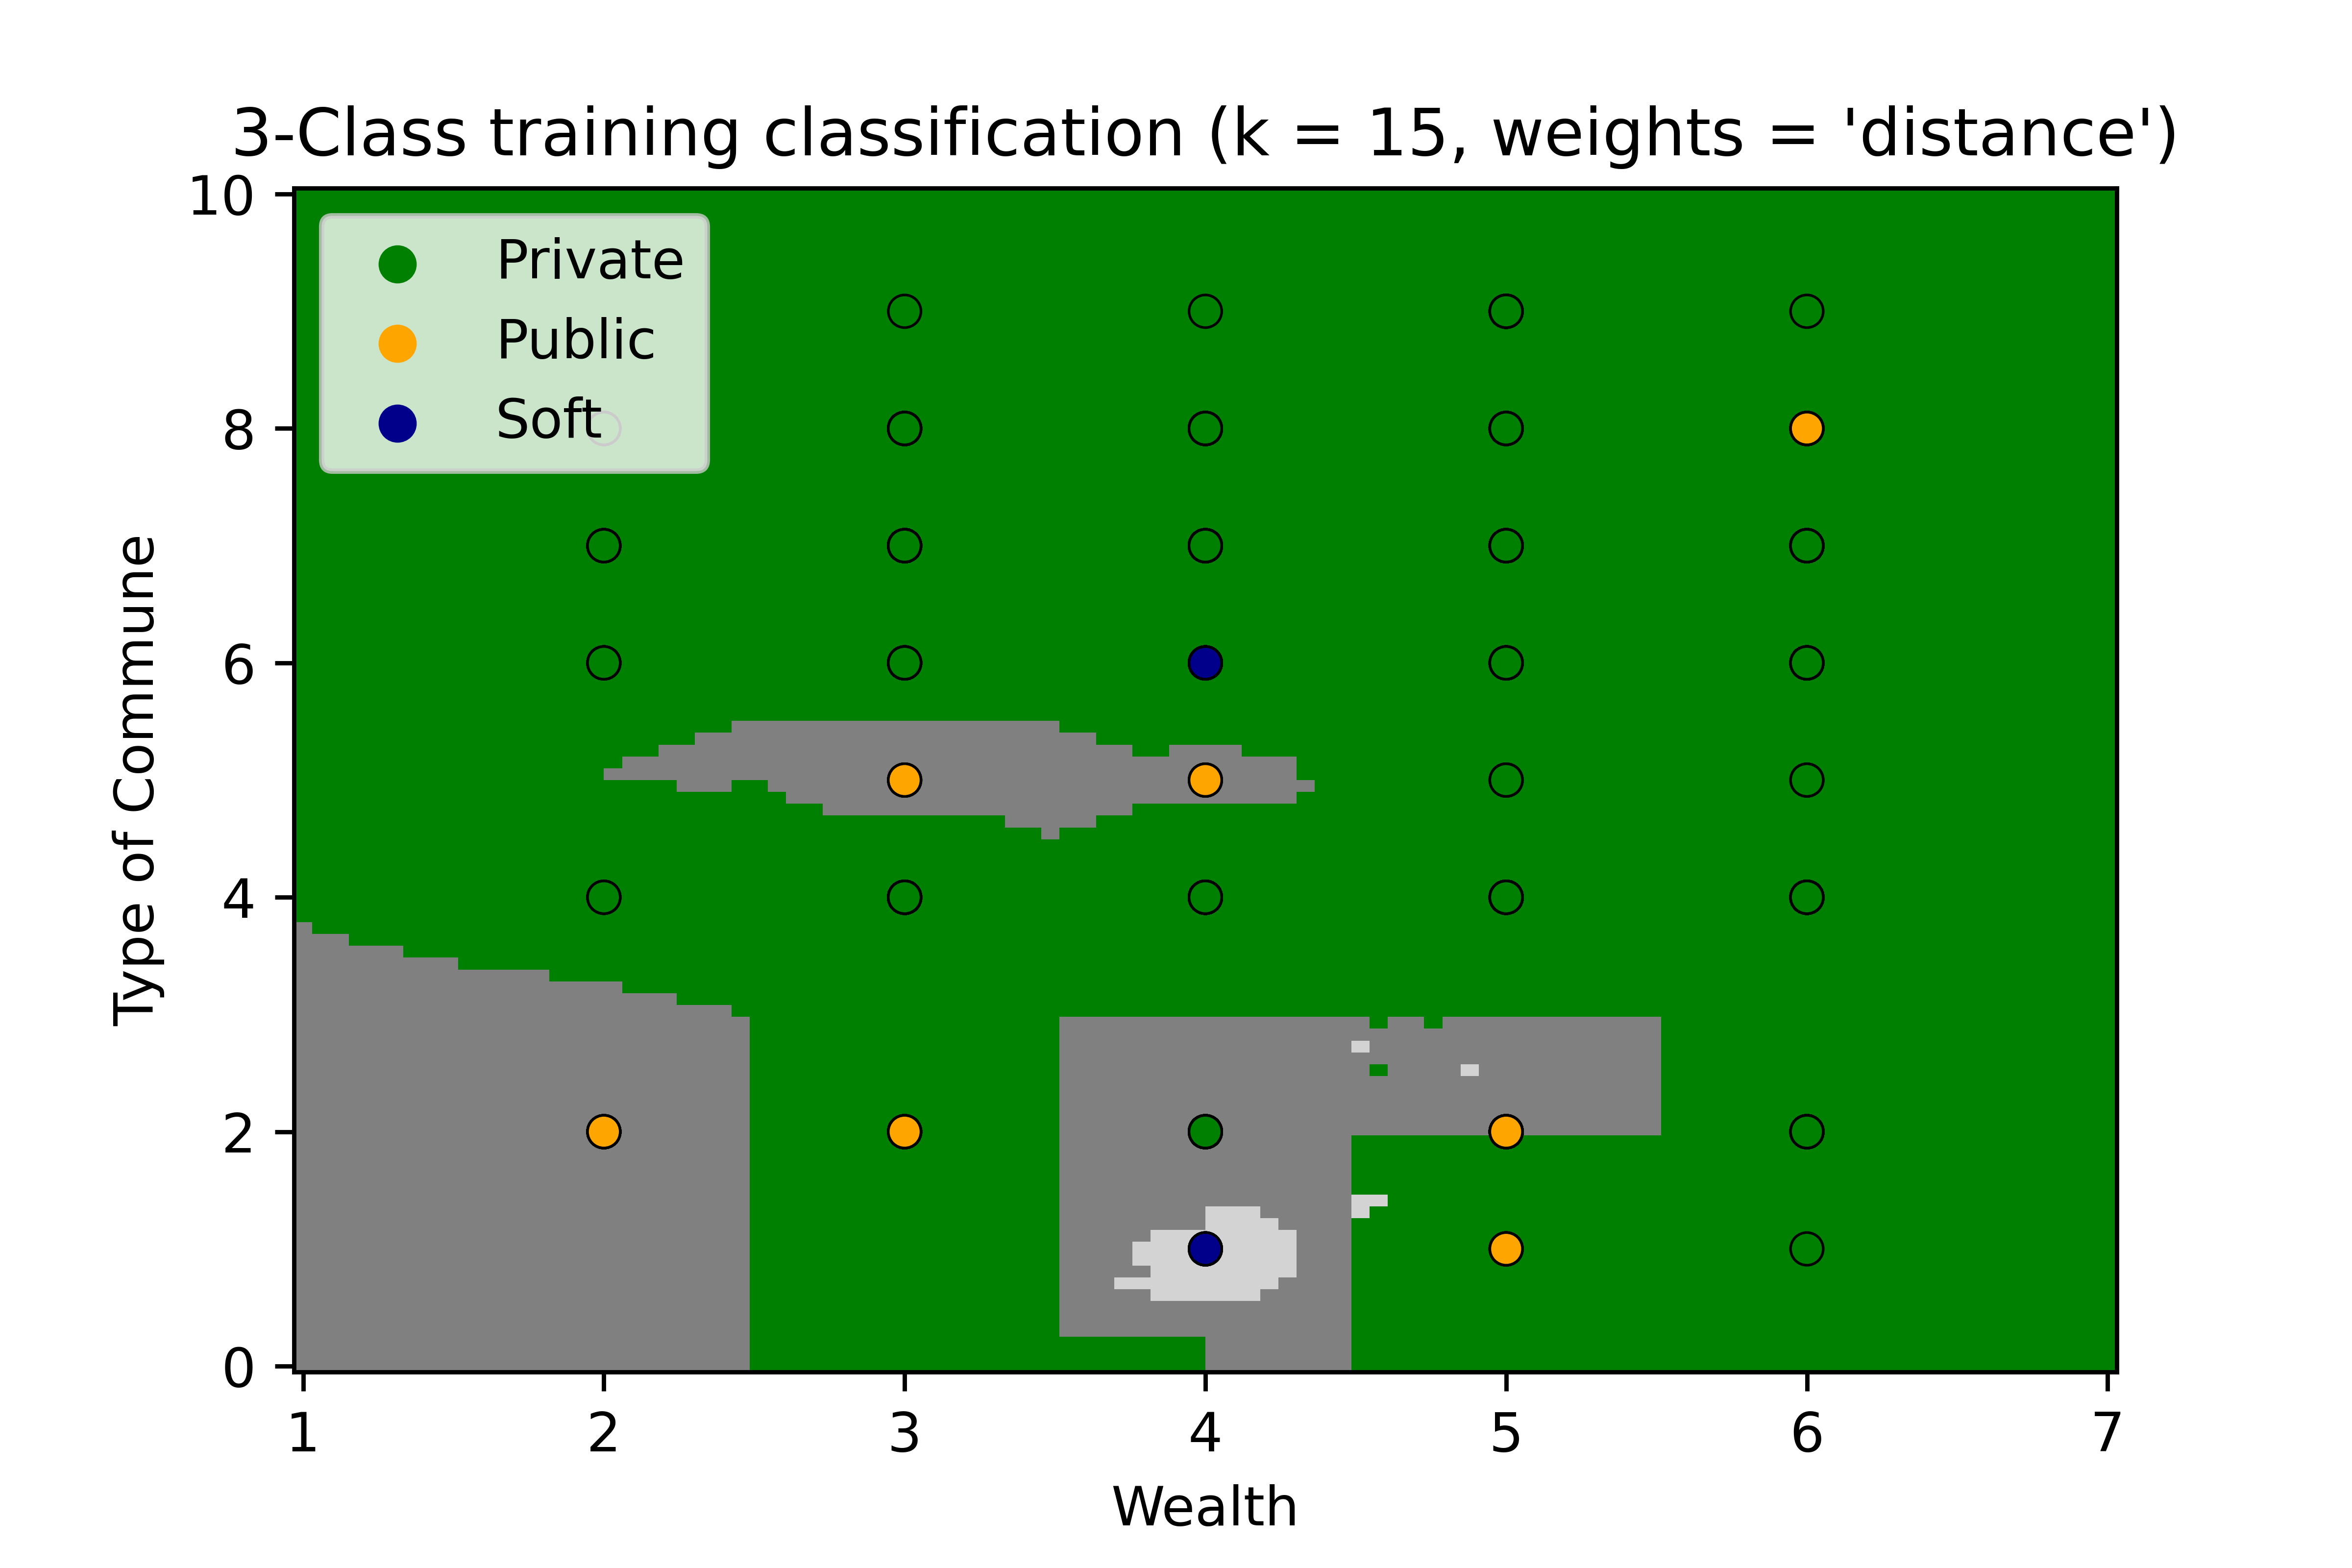 3-Class training classification (k = 15, weights = 'distance')
Private
Public
Soft
Type of Commune
10
8
6
4
2
0
1 2 3 4 5 6 7
Wealth